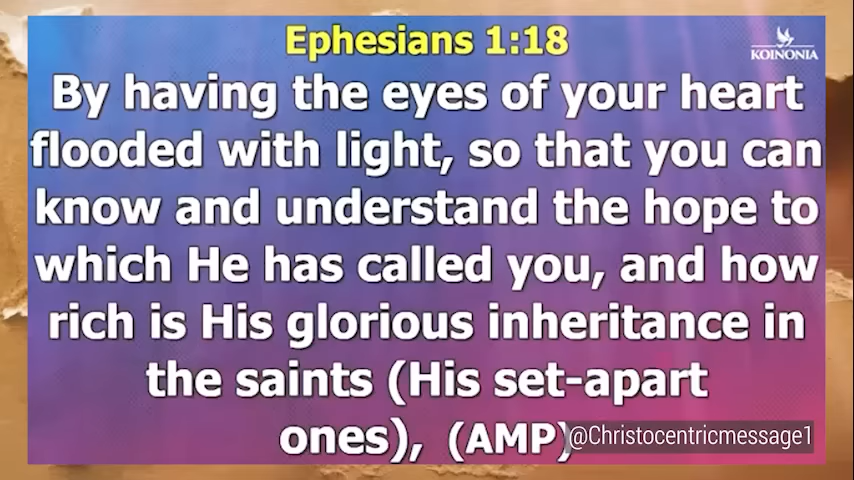 Ephesians 1:18
KOINONIA
By having the eyes of your heart
flooded with light, so that you can
know and understand the hope to
which He has called you, and how
rich is His glorious inheritance in
the saints (His set-apart
ones), (AMP)
@Christocentricmessage1